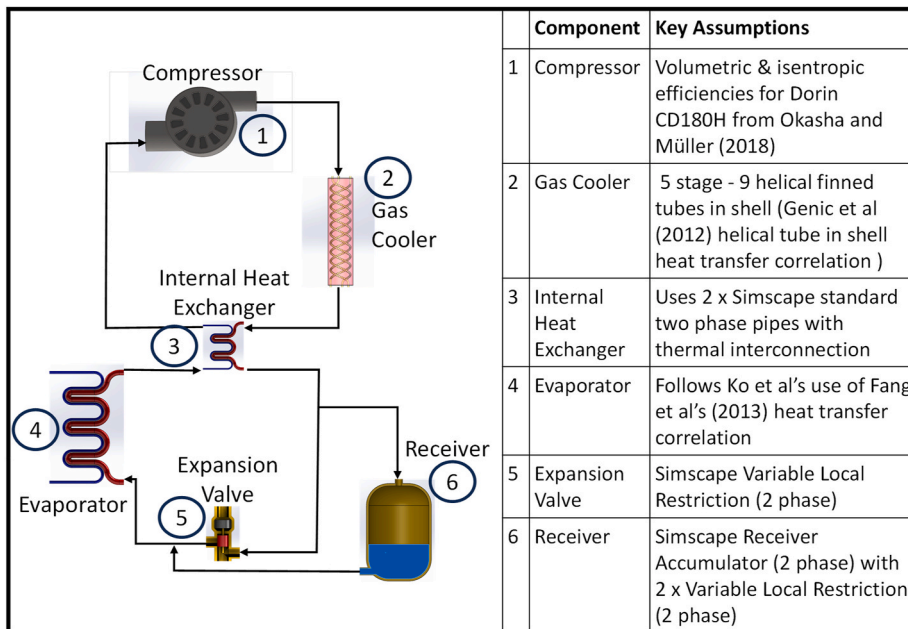 Compressor
1
2
Gas
Cooler
Internal Heat
Exchanger
3
4
Evaporator
Expansion
Valve
5
Receiver
6
Component Key Assumptions
1 Compressor Volumetric & isentropic
efficiencies for Dorin
CD180H from Okasha and
Müller (2018)
2 Gas Cooler 5 stage - 9 helical finned
tubes in shell (Genic et al
(2012) helical tube in shell
heat transfer correlation )
3 Internal Uses 2 x Simscape standard
Heat two phase pipes with
Exchanger thermal interconnection
4 Evaporator Follows Ko et al’s use of Fang
et al’s (2013) heat transfer
correlation
5 Expansion Simscape Variable Local
Valve Restriction (2 phase)
6 Receiver Simscape Receiver
Accumulator (2 phase) with
2 x Variable Local Restriction
(2 phase)